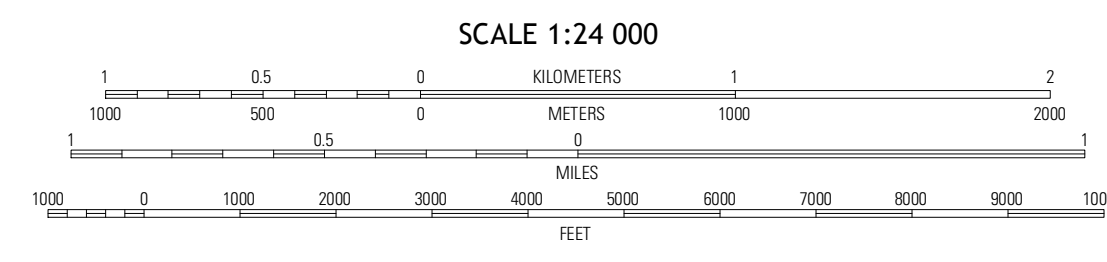 SCALE 1:24 000
1 0.5 0 KILOMETERS 1 2
1000 500 0 METERS 1000 2000
1 0.5 0 1
MILES
1000 0 1000 2000 3000 4000 5000 6000 7000 8000 9000 100
FEET